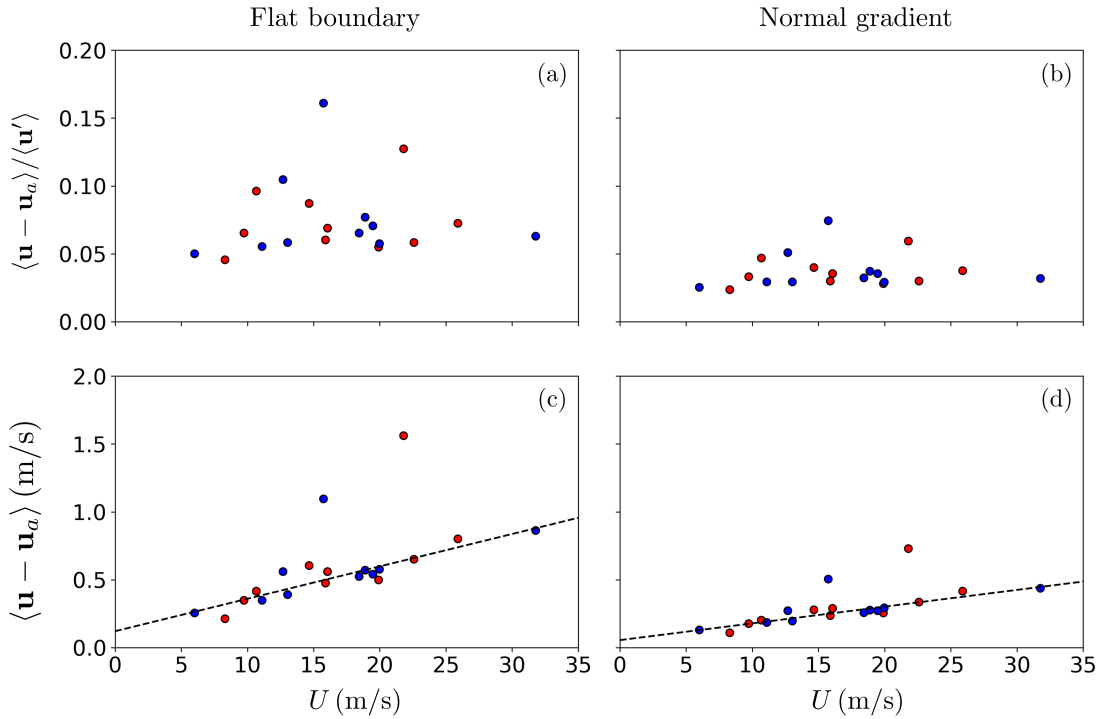 Flat boundary
Normal gradient
⟨u − uₐ⟩/⟨u′⟩
0.20
0.15
0.10
0.05
0.00
(a)
(b)
⟨u − uₐ⟩ (m/s)
2.0
1.5
1.0
0.5
0.0
(c)
(d)
0 5 10 15 20 25 30 35
0 5 10 15 20 25 30 35
U (m/s)
U (m/s)